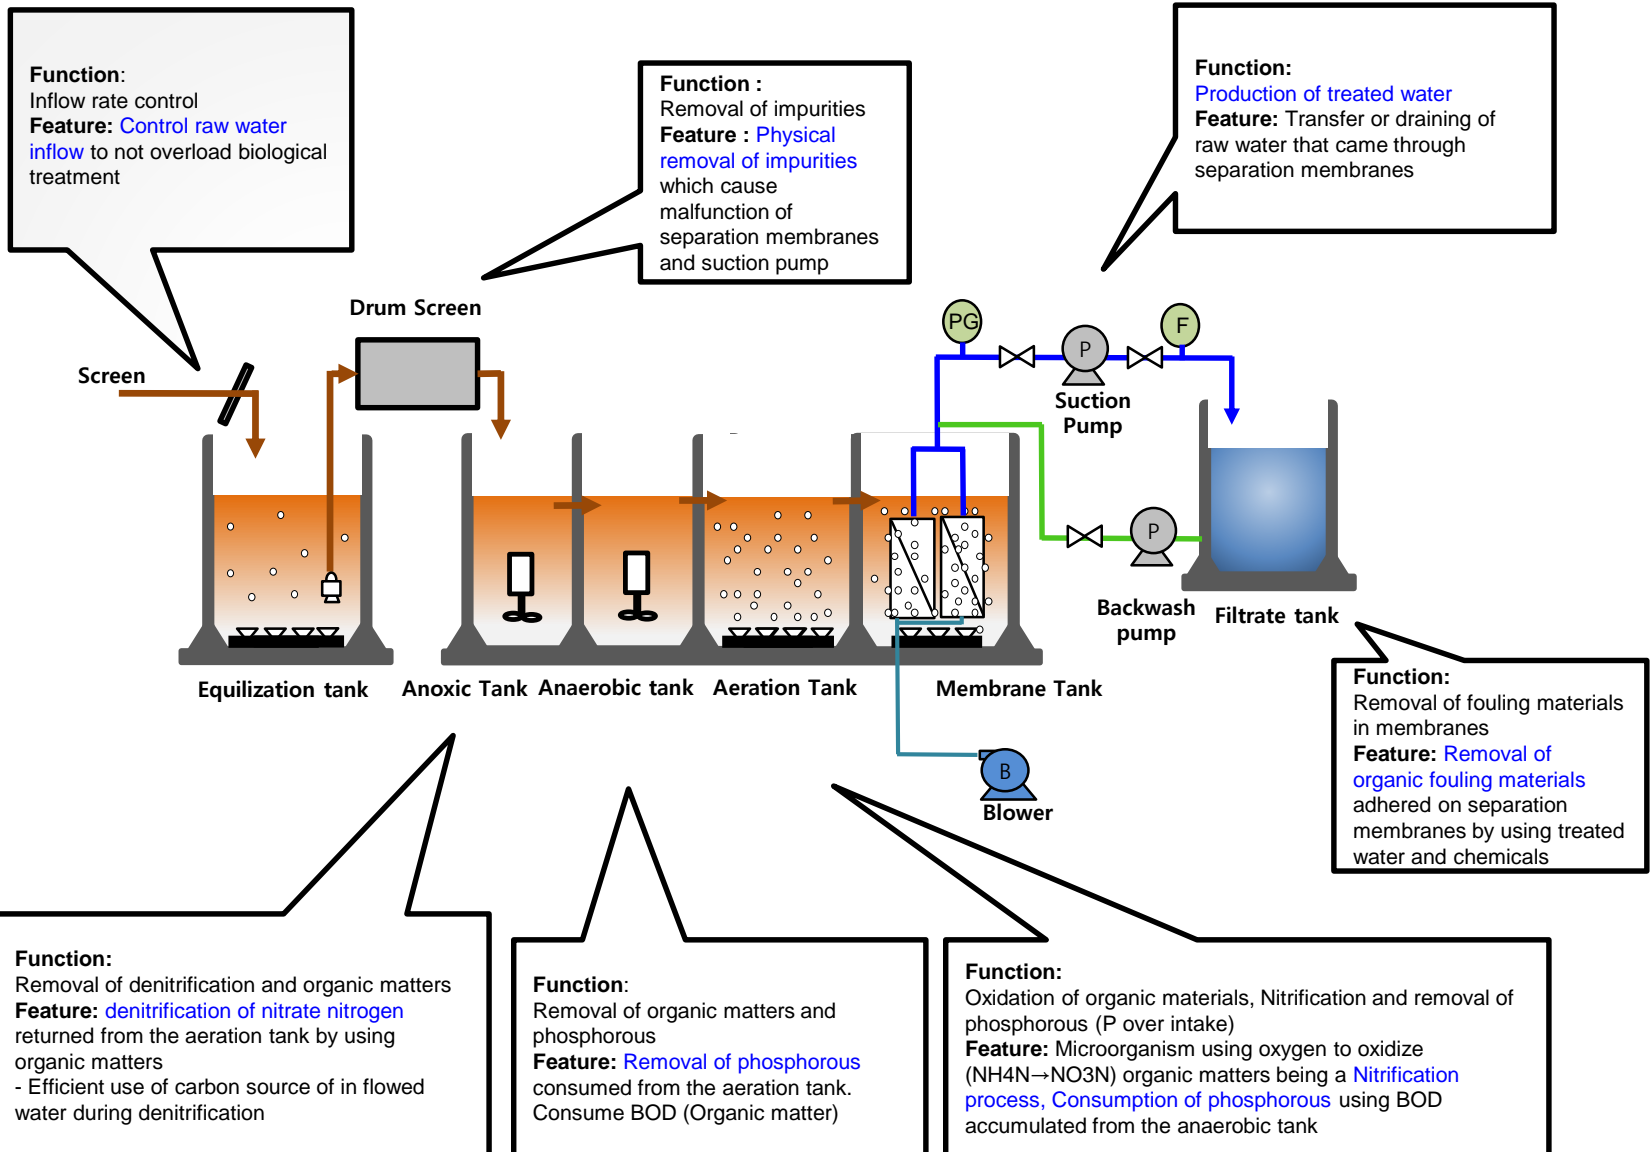 Function:
Inflow rate control
Feature: Control raw water
inflow to not overload biological
treatment
Function :
Removal of impurities
Feature : Physical
removal of impurities
which cause
malfunction of
separation membranes
and suction pump
Function:
Production of treated water
Feature: Transfer or draining of
raw water that came through
separation membranes
Drum Screen
Screen
PG
P
F
Suction
Pump
P
Backwash
pump
Filtrate tank
Equilization tank
Anoxic Tank
Anaerobic tank
Aeration Tank
Membrane Tank
B
Blower
Function:
Removal of fouling materials
in membranes
Feature: Removal of
organic fouling materials
adhered on separation
membranes by using treated
water and chemicals
Function:
Removal of denitrification and organic matters
Feature: denitrification of nitrate nitrogen
returned from the aeration tank by using
organic matters
- Efficient use of carbon source of in flowed
water during denitrification
Function:
Removal of organic matters and
phosphorous
Feature: Removal of phosphorous
consumed from the aeration tank.
Consume BOD (Organic matter)
Function:
Oxidation of organic materials, Nitrification and removal of
phosphorous (P over intake)
Feature: Microorganism using oxygen to oxidize
(NH4N→NO3N) organic matters being a Nitrification
process, Consumption of phosphorous using BOD
accumulated from the anaerobic tank